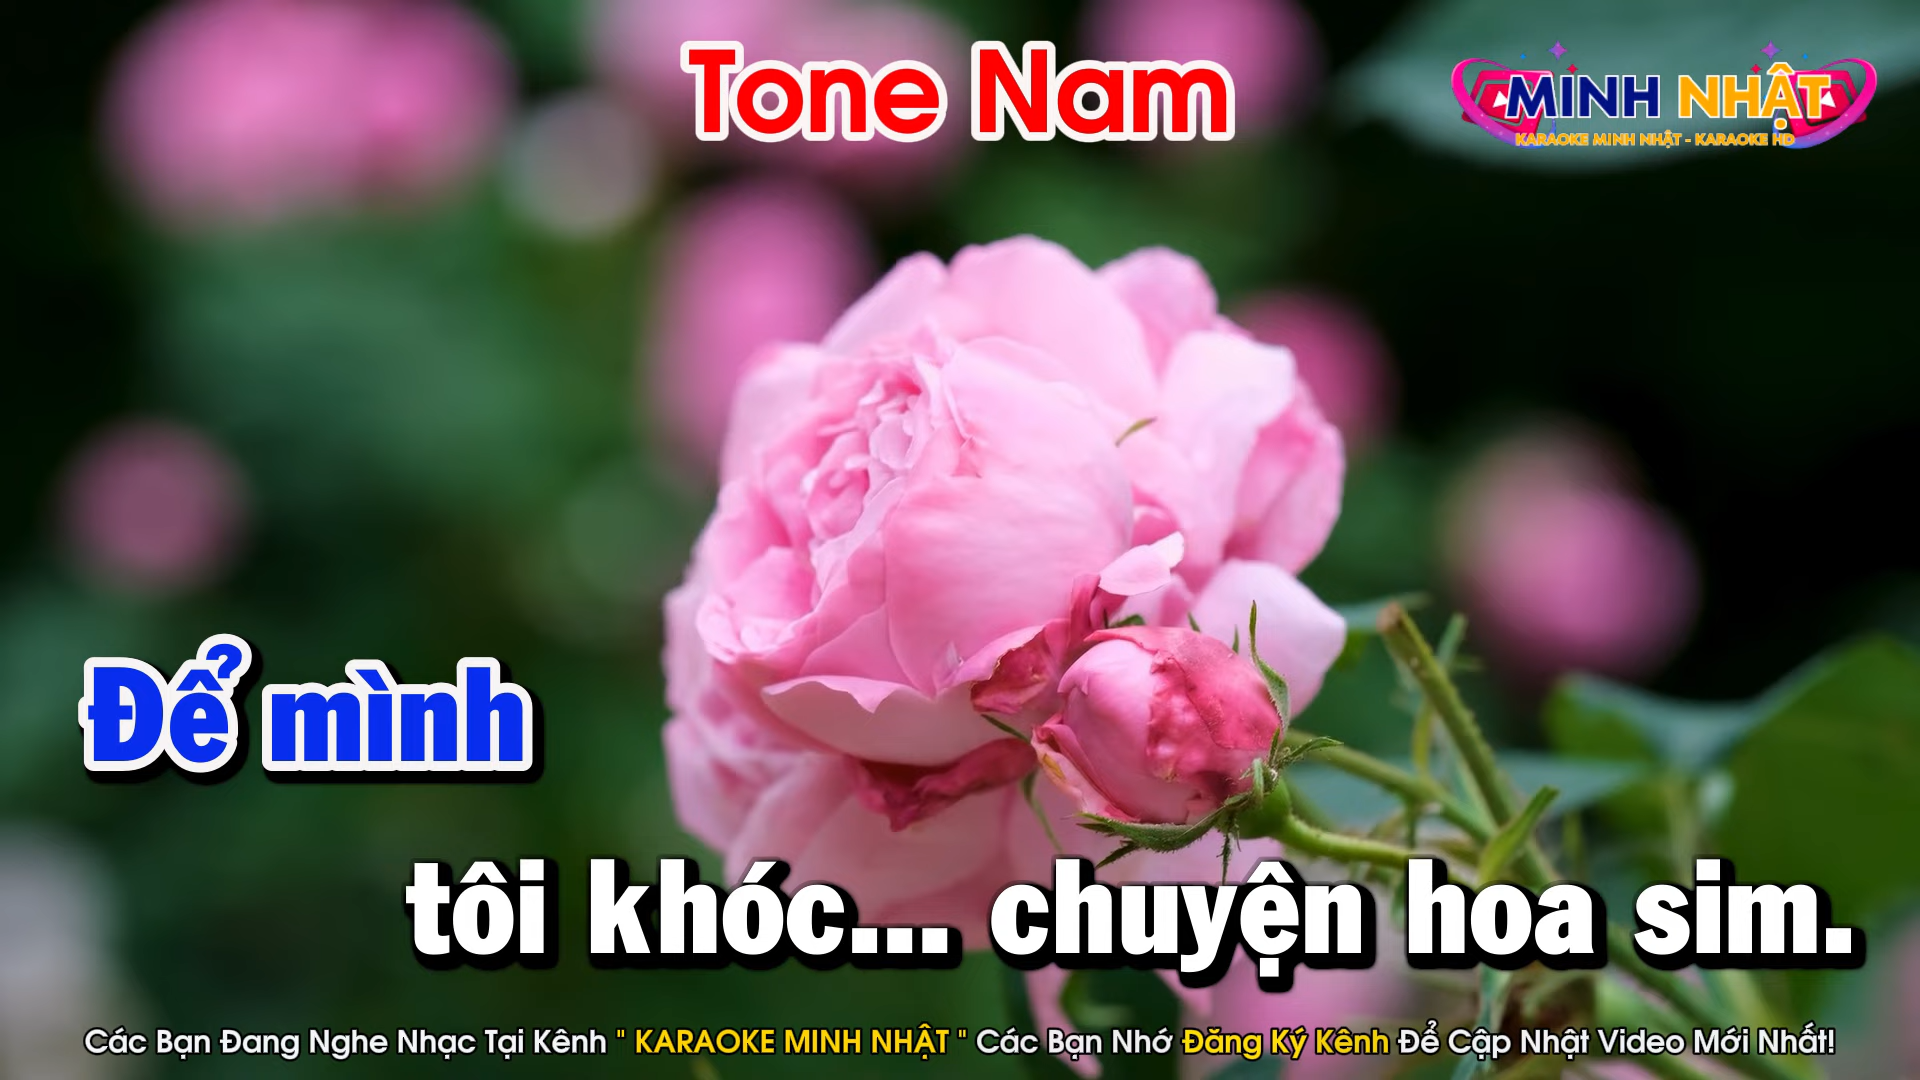 Tone Nam
MINH NHẬT
KARAOKE MINH NHẬT - KARAOKE HD
Để mình
tôi khóc... chuyện hoa sim.
Các Bạn Đang Nghe Nhạc Tại Kênh " KARAOKE MINH NHẬT " Các Bạn Nhớ Đăng Ký Kênh Để Cập Nhật Video Mới Nhất!